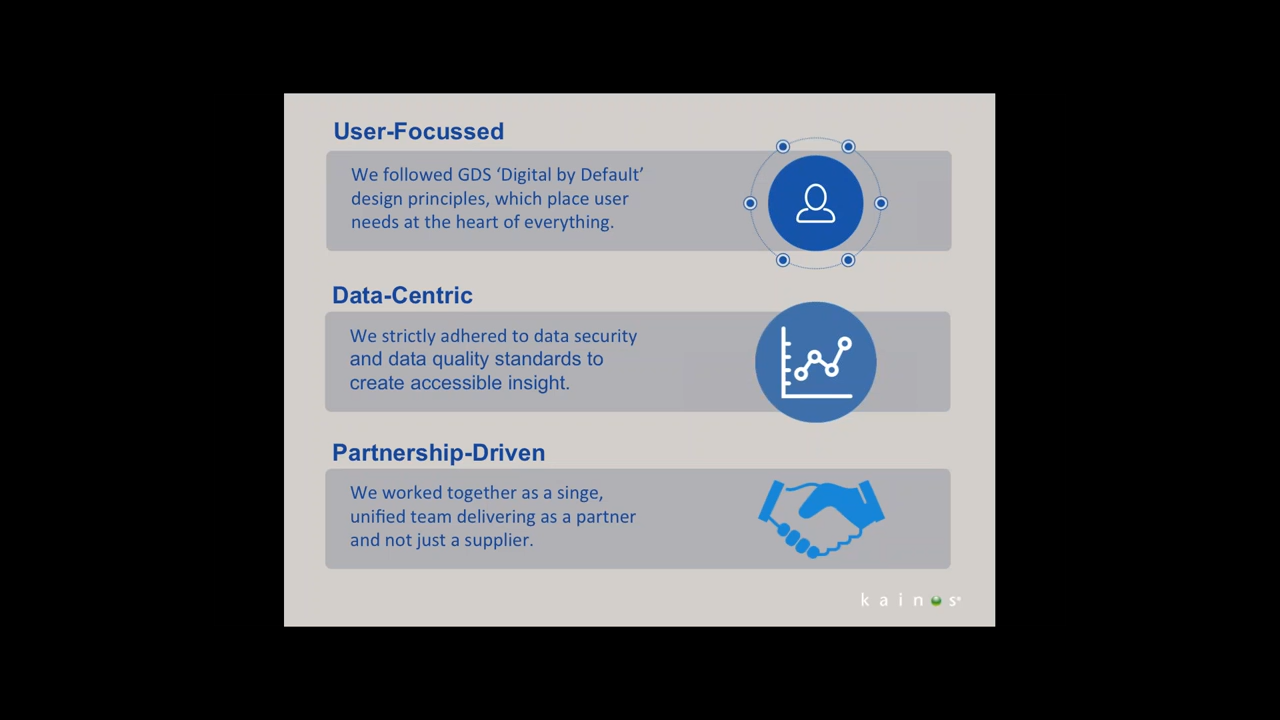 User-Focussed
We followed GDS ‘Digital by Default’
design principles, which place user
needs at the heart of everything.
Data-Centric
We strictly adhered to data security
and data quality standards to
create accessible insight.
Partnership-Driven
We worked together as a singe,
unified team delivering as a partner
and not just a supplier.
kainos